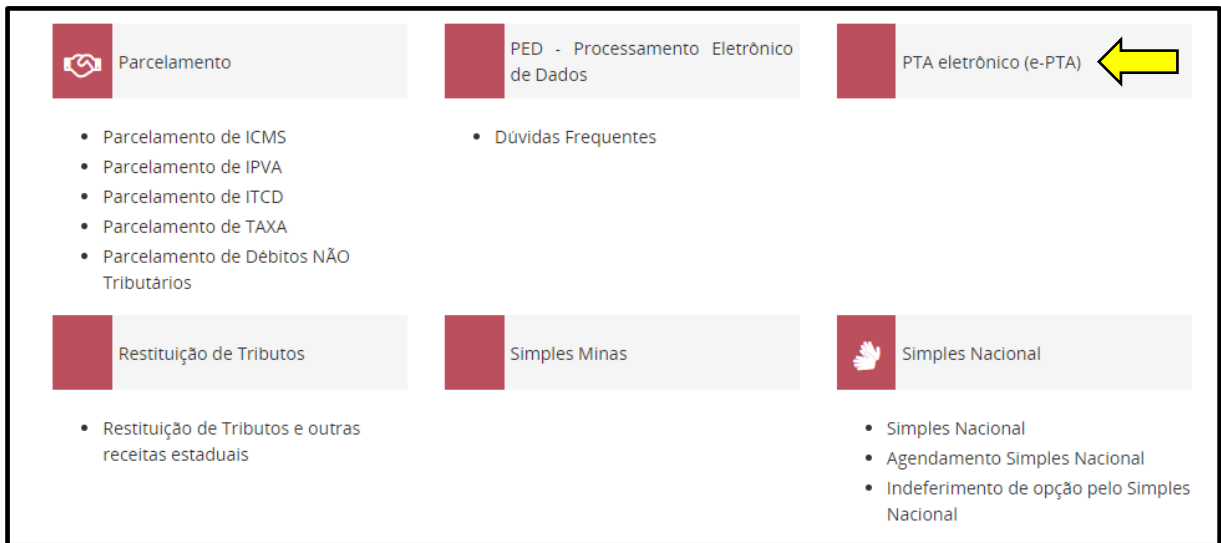 Parcelamento
Parcelamento de ICMS
Parcelamento de IPVA
Parcelamento de ITCD
Parcelamento de TAXA
Parcelamento de Débitos NÃO
Tributários
PED - Processamento Eletrônico
de Dados
Dúvidas Frequentes
PTA eletrônico (e-PTA)
Restituição de Tributos
Restituição de Tributos e outras
receitas estaduais
Simples Minas
Simples Nacional
Simples Nacional
Agendamento Simples Nacional
Indeferimento de opção pelo Simples
Nacional